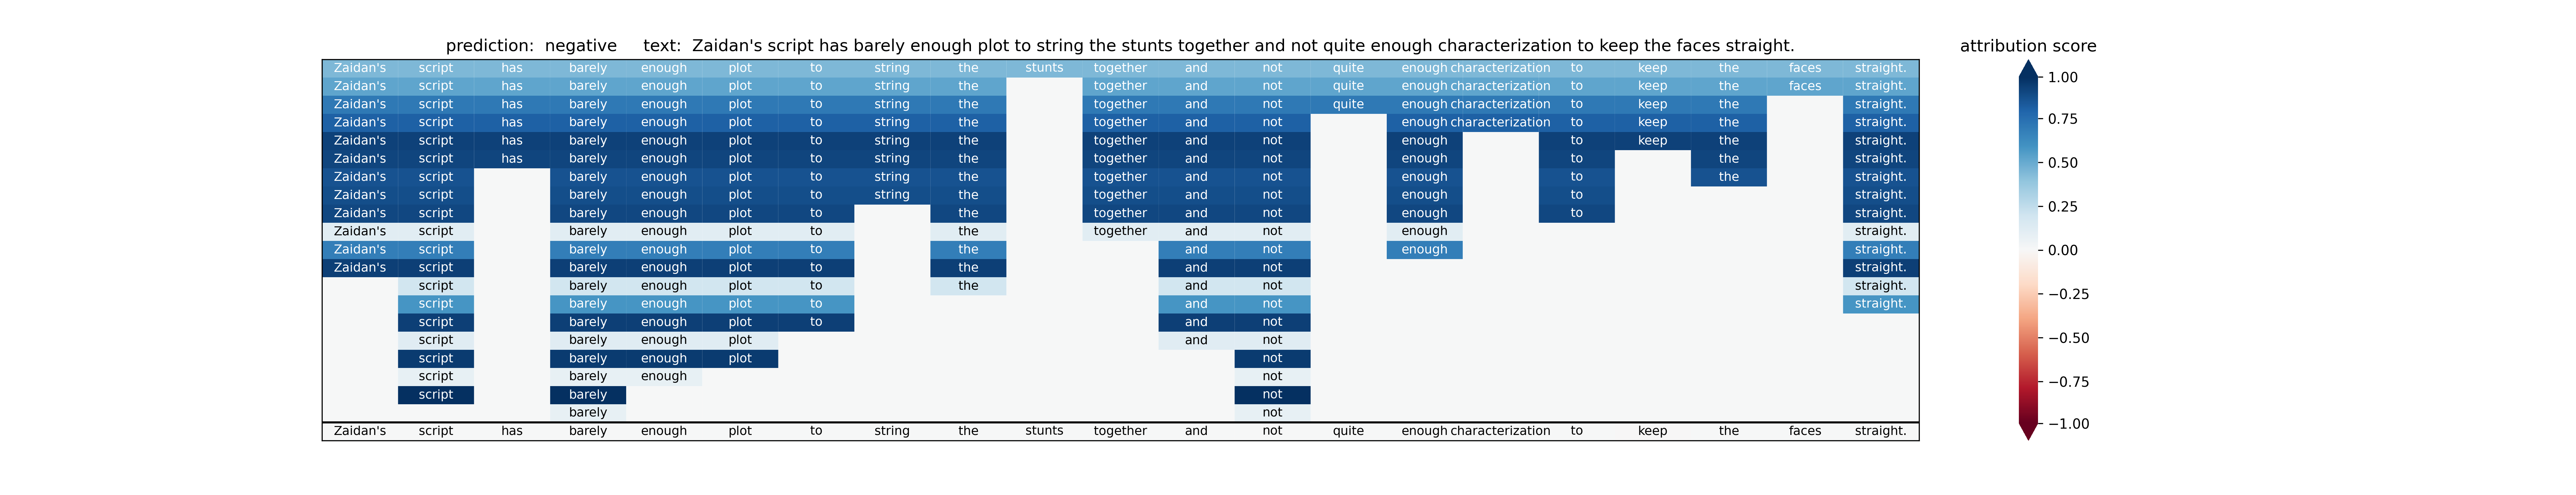 prediction: negative text: Zaidan's script has barely enough plot to string the stunts together and not quite enough characterization to keep the faces straight. attribution score
Zaidan's script has barely enough plot to string the stunts together and not quite enough characterization to keep the faces straight. 1.00
Zaidan's script has barely enough plot to string the together and not quite enough characterization to keep the faces straight.
Zaidan's script has barely enough plot to string the together and not quite enough characterization to keep the straight.
Zaidan's script has barely enough plot to string the together and not enough characterization to keep the straight. 0.75
Zaidan's script has barely enough plot to string the together and not enough to keep the straight.
Zaidan's script has barely enough plot to string the together and not enough to the straight. 0.50
Zaidan's script barely enough plot to string the together and not enough to the straight.
Zaidan's script barely enough plot to string the together and not enough to straight.
Zaidan's script barely enough plot to the together and not enough to straight. 0.25
Zaidan's script barely enough plot to the together and not enough straight.
Zaidan's script barely enough plot to the and not enough straight. 0.00
Zaidan's script barely enough plot to the and not straight.
script barely enough plot to the and not straight.
script barely enough plot to and not straight. −0.25
script barely enough plot to and not
script barely enough plot and not −0.50
script barely enough plot not
script barely enough not −0.75
script barely not
barely not
Zaidan's script has barely enough plot to string the stunts together and not quite enough characterization to keep the faces straight. −1.00